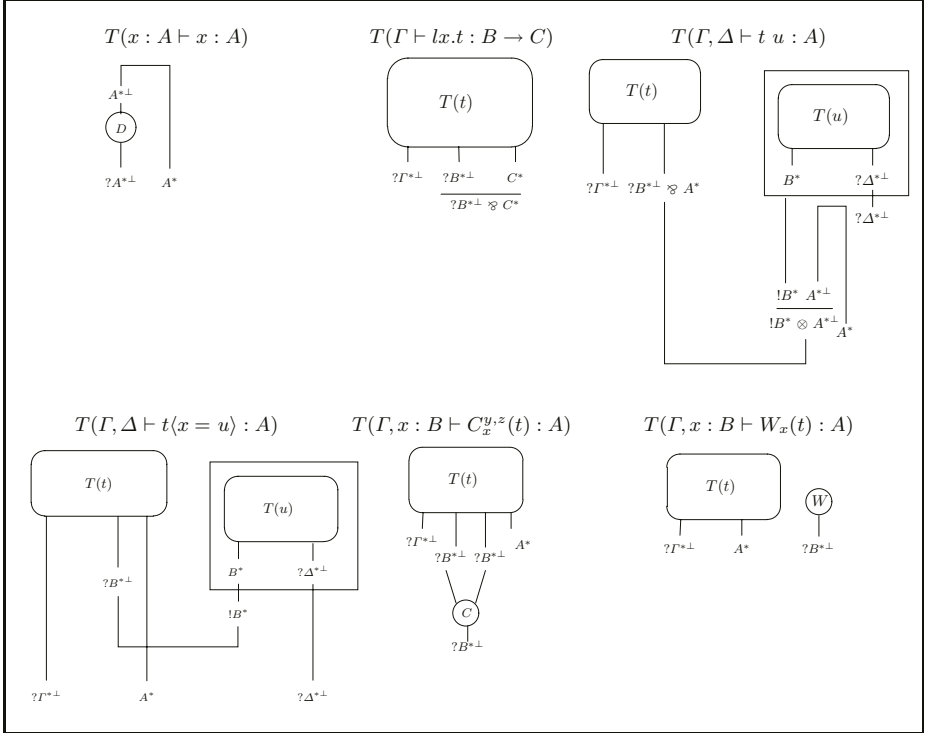 T(x : A ⊢ x : A)
A*⊥
D
?A*⊥ A*
T(Γ ⊢ lx.t : B → C)
T(t)
?Γ*⊥ ?B*⊥ C*
?B*⊥ ⅋ C*
T(Γ, Δ ⊢ t u : A)
T(t)
?Γ*⊥ ?B*⊥ ⅋ A*
T(u)
B* ?Δ*⊥
?Δ*⊥
!B* A*⊥
!B* ⊗ A*⊥
A*
T(Γ, Δ ⊢ t⟨x = u⟩ : A)
T(t)
?B*⊥
T(u)
B* ?Δ*⊥
!B*
?Γ*⊥ A* ?Δ*⊥
T(Γ, x : B ⊢ C_x^{y,z}(t) : A)
T(t)
?Γ*⊥ ?B*⊥ ?B*⊥ A*
C
?B*⊥
T(Γ, x : B ⊢ W_x(t) : A)
T(t)
W
?Γ*⊥ A* ?B*⊥